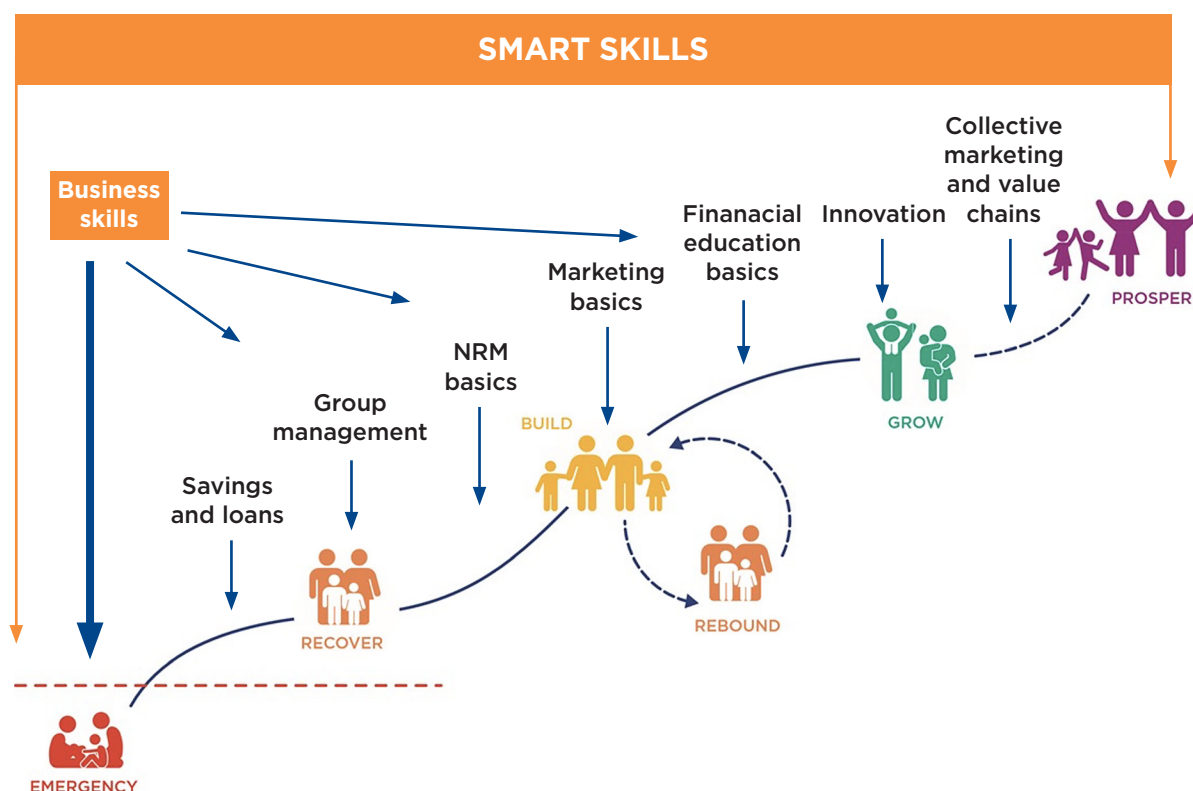 SMART SKILLS
Business
skills
Collective
marketing
and value
chains
Finanacial
education
basics
Innovation
Marketing
basics
PROSPER
NRM
basics
Group
management
BUILD
GROW
Savings
and loans
RECOVER
REBOUND
EMERGENCY